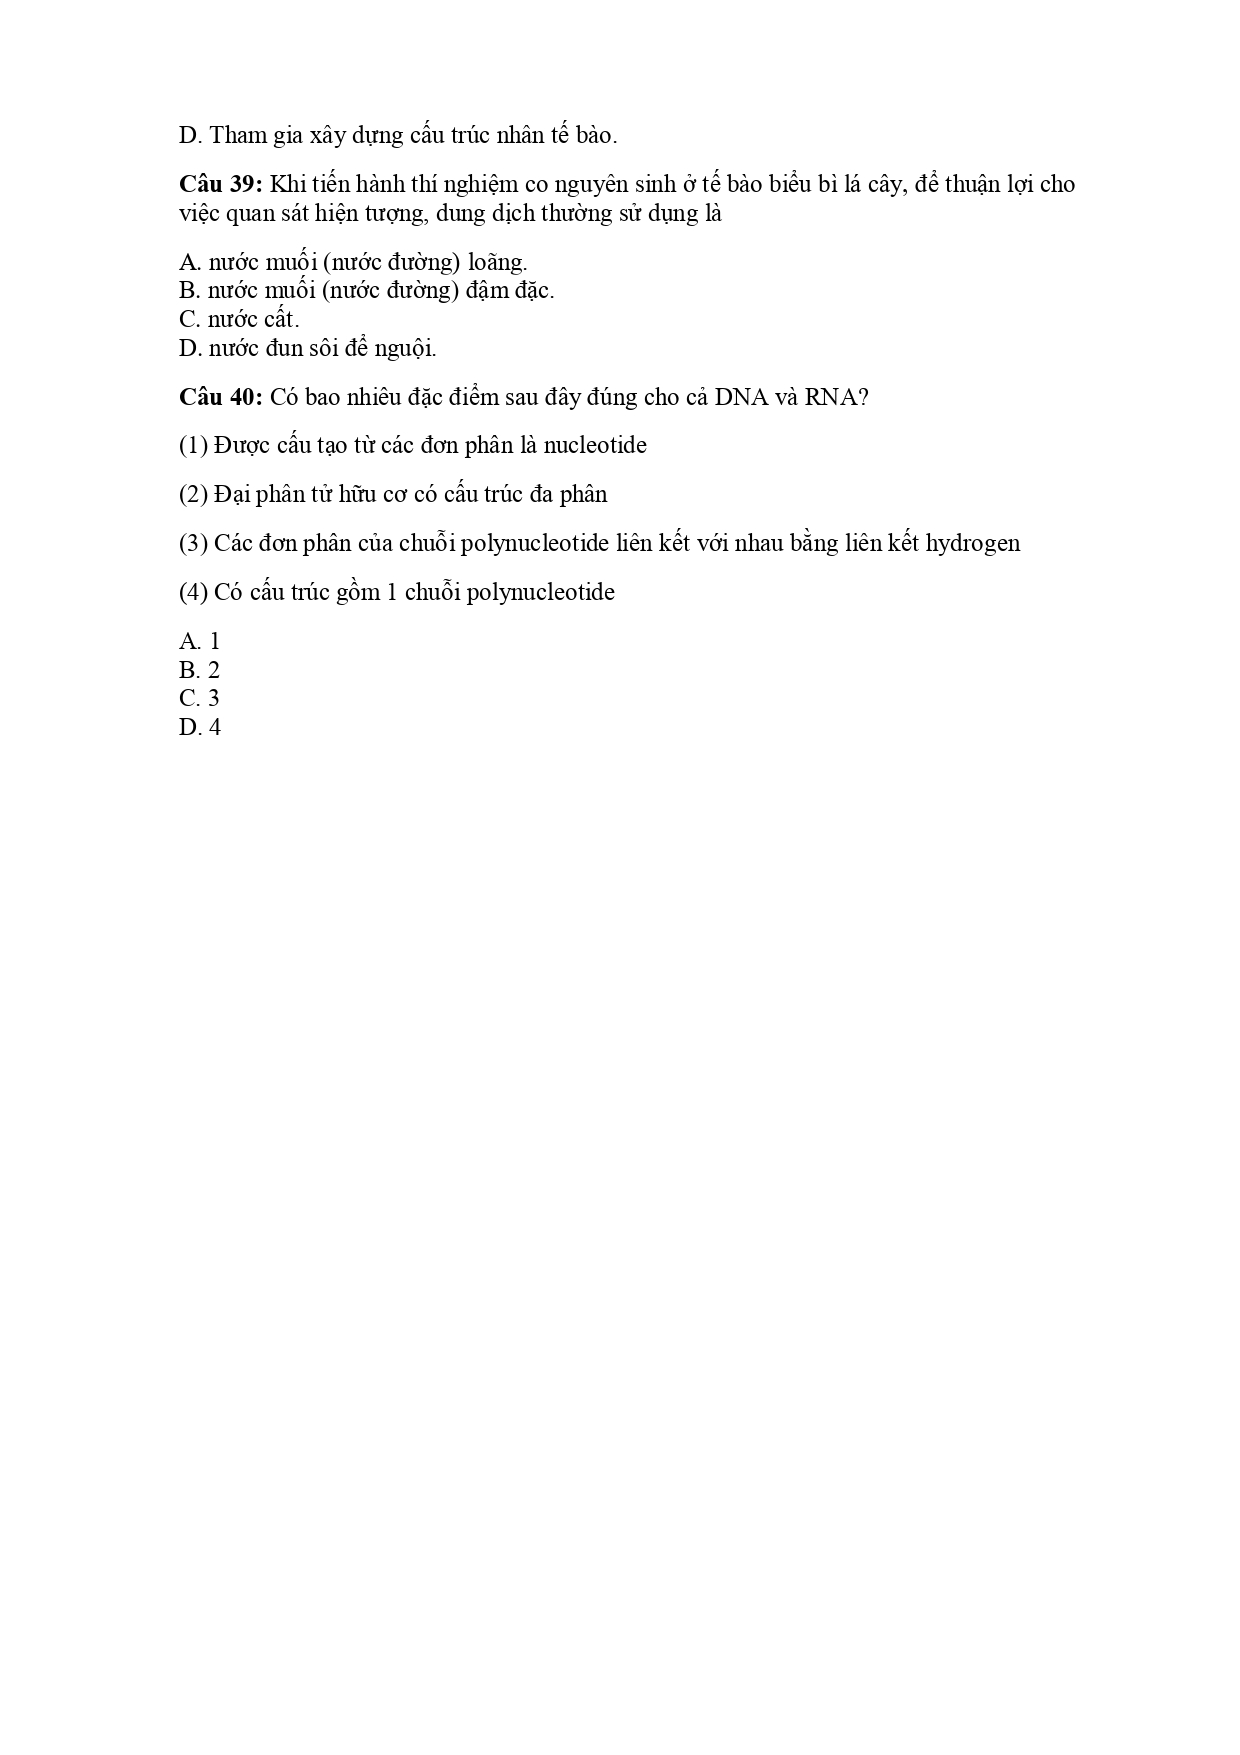 D. Tham gia xây dựng cấu trúc nhân tế bào.
Câu 39: Khi tiến hành thí nghiệm co nguyên sinh ở tế bào biểu bì lá cây, để thuận lợi cho
việc quan sát hiện tượng, dung dịch thường sử dụng là
A. nước muối (nước đường) loãng.
B. nước muối (nước đường) đậm đặc.
C. nước cất.
D. nước đun sôi để nguội.
Câu 40: Có bao nhiêu đặc điểm sau đây đúng cho cả DNA và RNA?
(1) Được cấu tạo từ các đơn phân là nucleotide
(2) Đại phân tử hữu cơ có cấu trúc đa phân
(3) Các đơn phân của chuỗi polynucleotide liên kết với nhau bằng liên kết hydrogen
(4) Có cấu trúc gồm 1 chuỗi polynucleotide
A. 1
B. 2
C. 3
D. 4